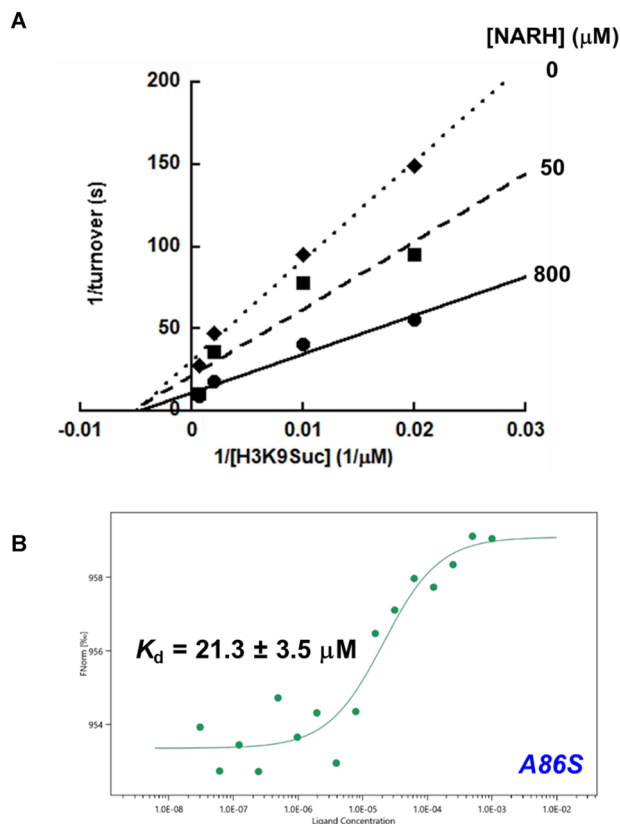 A
[NARH] (μM)
0
200
150
50
100
800
50
0
-0.01
0
0.01
0.02
0.03
1/turnover (s)
1/[H3K9Suc] (1/μM)
B
958
956
954
FNorm [‰]
Kd = 21.3 ± 3.5 μM
A86S
1.0E-08
1.0E-07
1.0E-06
1.0E-05
1.0E-04
1.0E-03
1.0E-02
Ligand Concentration